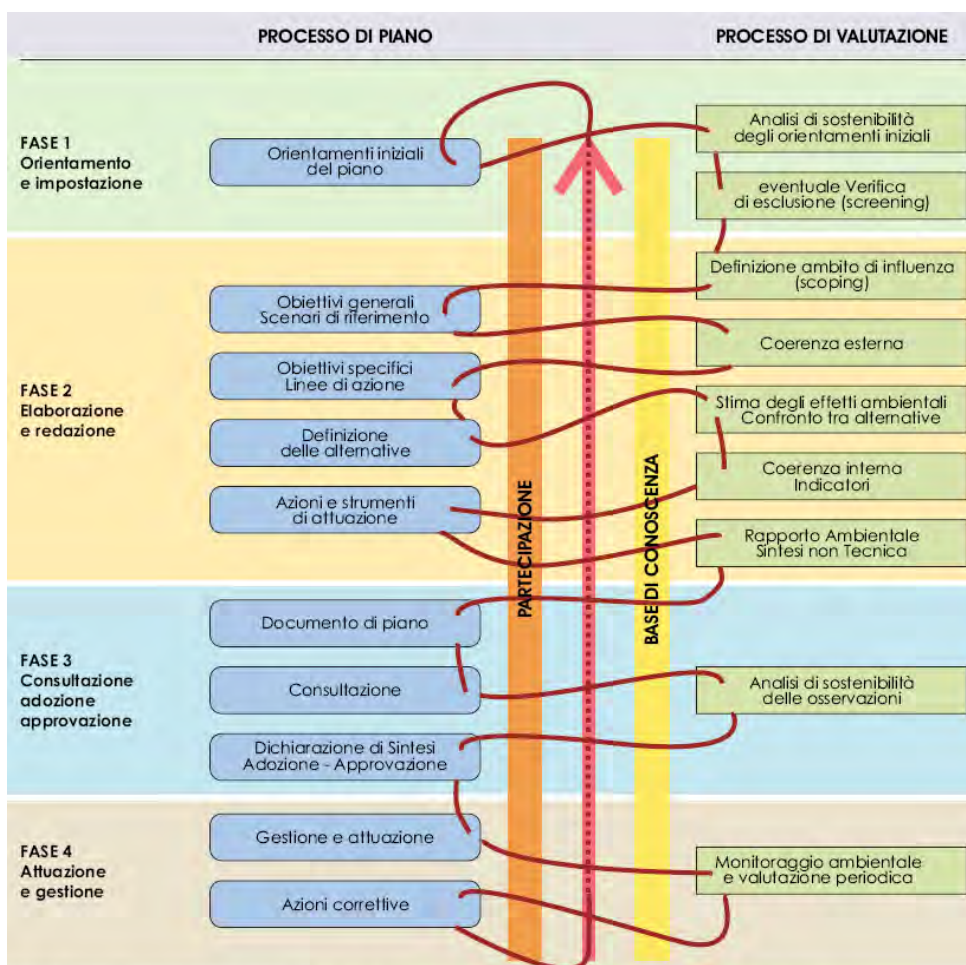 PROCESSO DI PIANO
PROCESSO DI VALUTAZIONE
FASE 1
Orientamento
e impostazione
Orientamenti iniziali
del piano
Analisi di sostenibilità
degli orientamenti iniziali
eventuale Verifica
di esclusione (screening)
FASE 2
Elaborazione
e redazione
Definizione ambito di influenza
(scoping)
Obiettivi generali
Scenari di riferimento
Coerenza esterna
Obiettivi specifici
Linee di azione
Stima degli effetti ambientali
Confronto tra alternative
Definizione
delle alternative
Coerenza interna
Indicatori
Azioni e strumenti
di attuazione
Rapporto Ambientale
Sintesi non Tecnica
PARTECIPAZIONE
BASE DI CONOSCENZA
FASE 3
Consultazione
adozione
approvazione
Documento di piano
Consultazione
Analisi di sostenibilità
delle osservazioni
Dichiarazione di Sintesi
Adozione - Approvazione
FASE 4
Attuazione
e gestione
Gestione e attuazione
Monitoraggio ambientale
e valutazione periodica
Azioni correttive